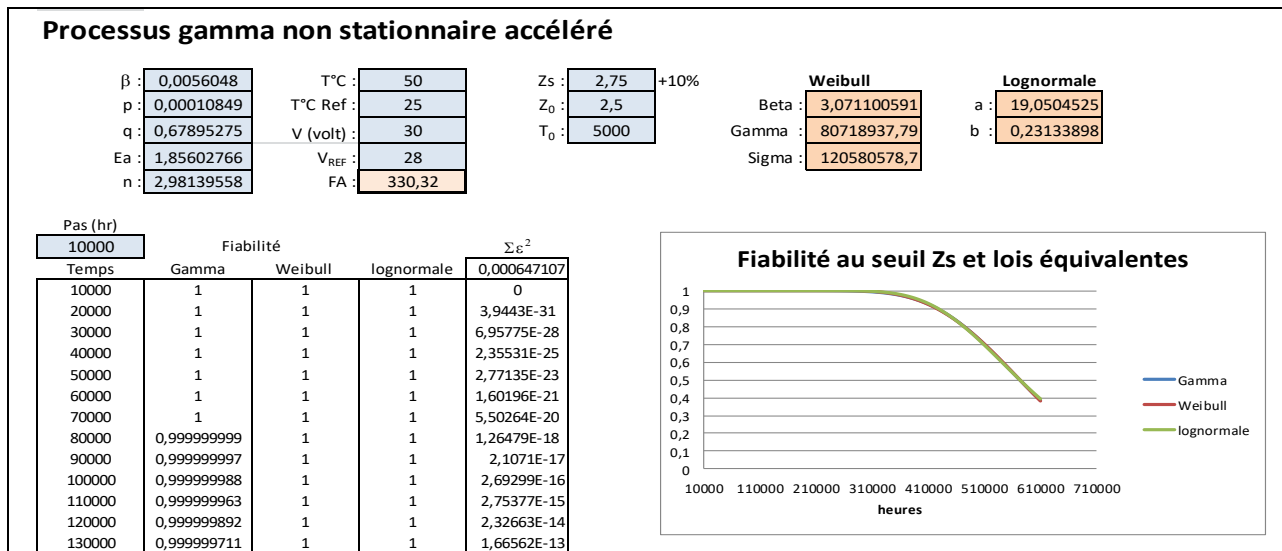 Processus gamma non stationnaire accéléré
β : 0,0056048 T°C : 50 Zs : 2,75 +10% Weibull Lognormale
p : 0,00010849 T°C Ref : 25 Z0 : 2,5 Beta : 3,071100591 a : 19,0504525
q : 0,67895275 V (volt) : 30 T0 : 5000 Gamma : 80718937,79 b : 0,23133898
Ea : 1,85602766 VREF : 28 Sigma : 120580578,7
n : 2,98139558 FA : 330,32
Pas (hr)
10000 Fiabilité Σε²
Temps Gamma Weibull lognormale 0,000647107
10000 1 1 1 0
20000 1 1 1 3,9443E-31
30000 1 1 1 6,95775E-28
40000 1 1 1 2,35531E-25
50000 1 1 1 2,77135E-23
60000 1 1 1 1,60196E-21
70000 1 1 1 5,50264E-20
80000 0,999999999 1 1 1,26479E-18
90000 0,999999997 1 1 2,1071E-17
100000 0,999999988 1 1 2,69299E-16
110000 0,999999963 1 1 2,75377E-15
120000 0,999999892 1 1 2,32663E-14
130000 0,999999711 1 1 1,66562E-13
Fiabilité au seuil Zs et lois équivalentes
1
0,9
0,8
0,7
0,6
0,5
0,4
0,3
0,2
0,1
0
10000 110000 210000 310000 410000 510000 610000 710000
heures
Gamma
Weibull
lognormale